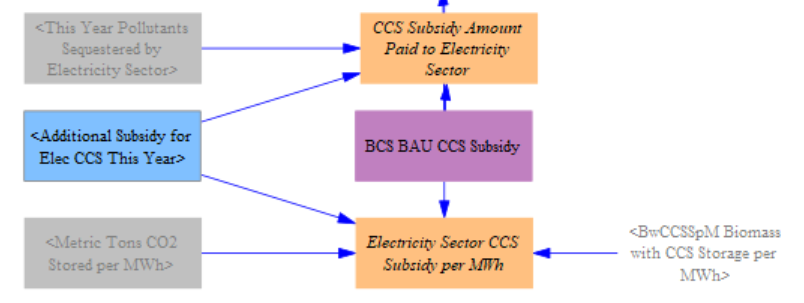 <This Year Pollutants
Sequestered by
Electricity Sector>
CCS Subsidy Amount
Paid to Electricity
Sector
<Additional Subsidy for
Elec CCS This Year>
BCS BAU CCS Subsidy
<Metric Tons CO2
Stored per MWh>
Electricity Sector CCS
Subsidy per MWh
<BwCCSSpM Biomass
with CCS Storage per
MWh>